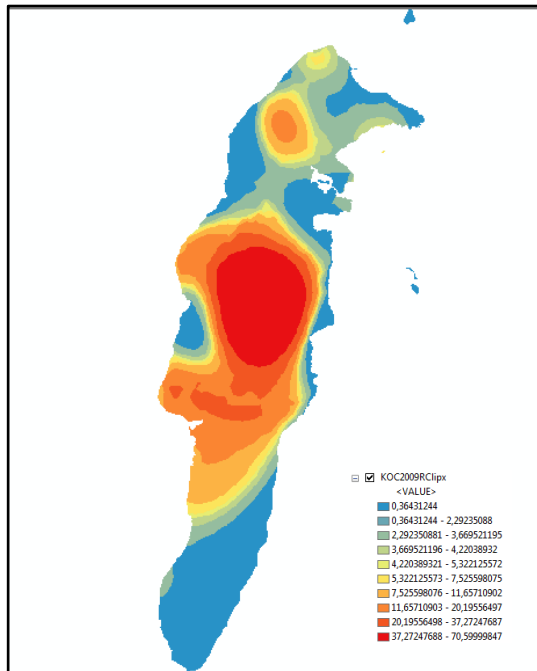 KOC2009RClipx
<VALUE>
0,36431244
0,36431244 - 2,29235088
2,292350881 - 3,669521195
3,669521196 - 4,22038932
4,220389321 - 5,322125572
5,322125573 - 7,525598075
7,525598076 - 11,65710902
11,65710903 - 20,19556497
20,19556498 - 37,27247687
37,27247688 - 70,59999847